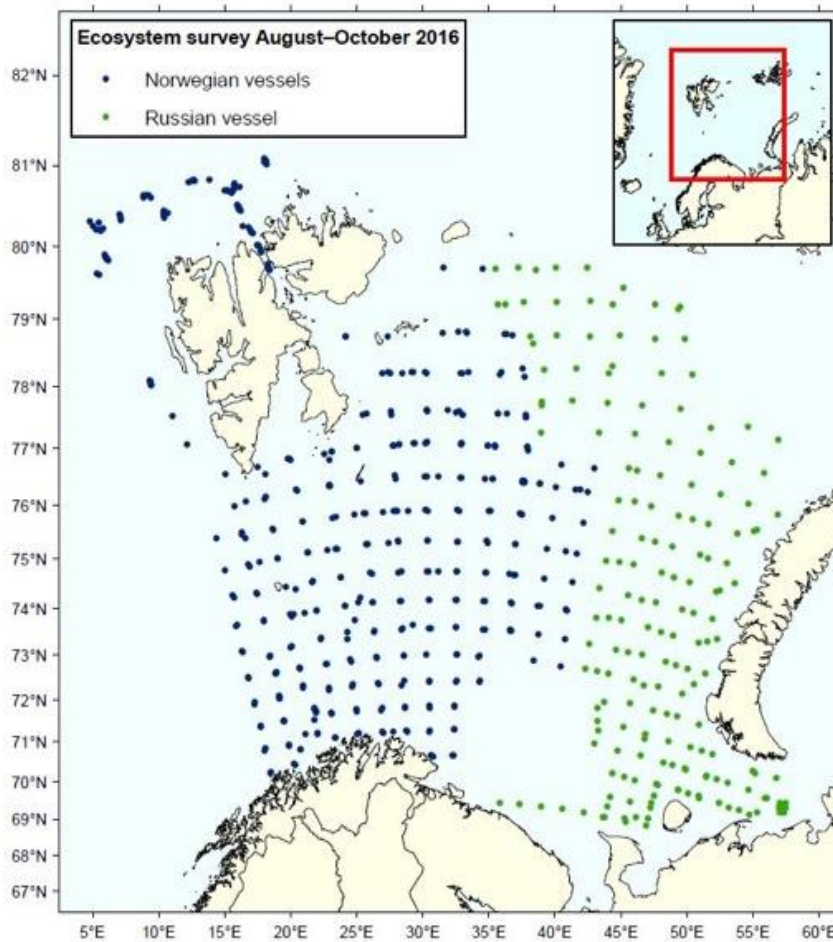 Ecosystem survey August–October 2016
Norwegian vessels
Russian vessel
82°N
81°N
80°N
79°N
78°N
77°N
76°N
75°N
74°N
73°N
72°N
71°N
70°N
69°N
68°N
67°N
5°E 10°E 15°E 20°E 25°E 30°E 35°E 40°E 45°E 50°E 55°E 60°E